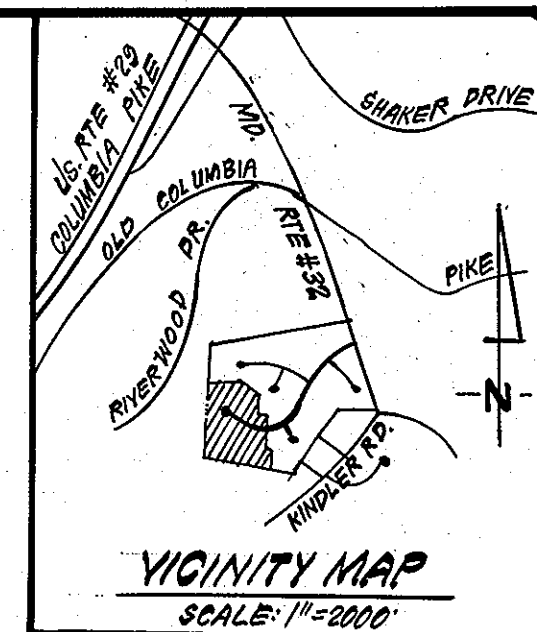 U.S. RTE #29
COLUMBIA PIKE
SHAKER DRIVE
MD. RTE #32
OLD COLUMBIA PIKE
RIVERWOOD DR.
-N-
KINDLER RD.
VICINITY MAP
SCALE: 1"=2000'